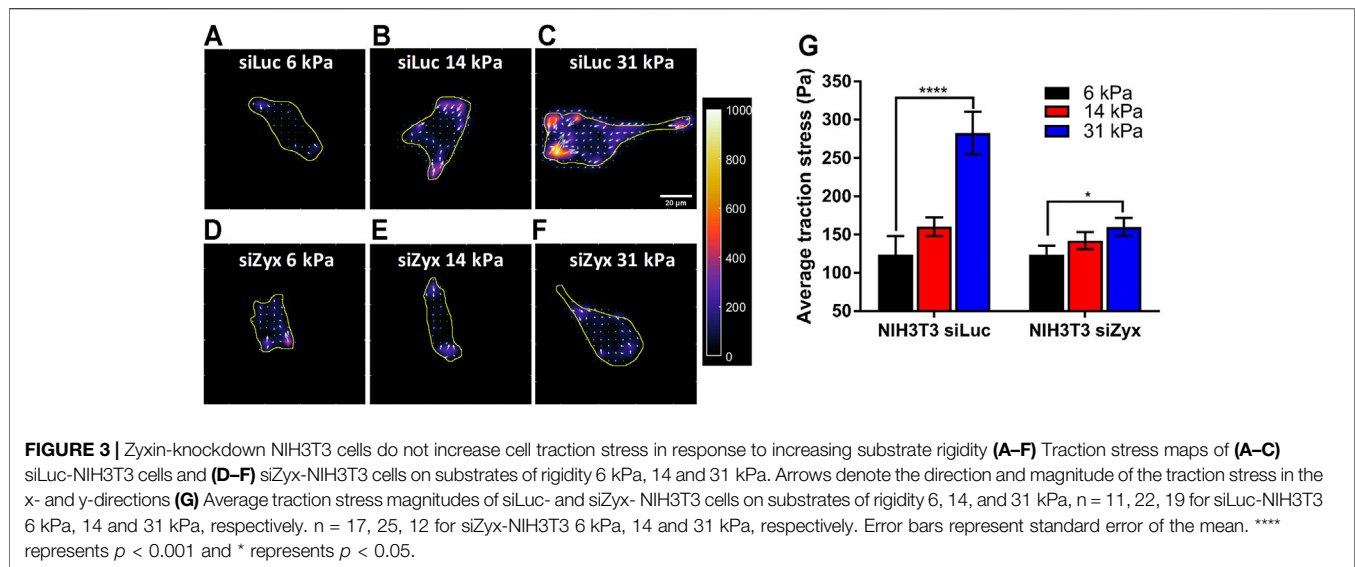 A
B
C
siLuc 6 kPa
siLuc 14 kPa
siLuc 31 kPa
20 µm
D
E
F
siZyx 6 kPa
siZyx 14 kPa
siZyx 31 kPa
1000
800
600
400
200
0
G
Average traction stress (Pa)
350
300
250
200
150
100
50
****
*
6 kPa
14 kPa
31 kPa
NIH3T3 siLuc
NIH3T3 siZyx
FIGURE 3 | Zyxin-knockdown NIH3T3 cells do not increase cell traction stress in response to increasing substrate rigidity (A–F) Traction stress maps of (A–C)
siLuc-NIH3T3 cells and (D–F) siZyx-NIH3T3 cells on substrates of rigidity 6 kPa, 14 and 31 kPa. Arrows denote the direction and magnitude of the traction stress in the
x- and y-directions (G) Average traction stress magnitudes of siLuc- and siZyx- NIH3T3 cells on substrates of rigidity 6, 14, and 31 kPa, n = 11, 22, 19 for siLuc-NIH3T3
6 kPa, 14 and 31 kPa, respectively. n = 17, 25, 12 for siZyx-NIH3T3 6 kPa, 14 and 31 kPa, respectively. Error bars represent standard error of the mean. ****
represents p < 0.001 and * represents p < 0.05.